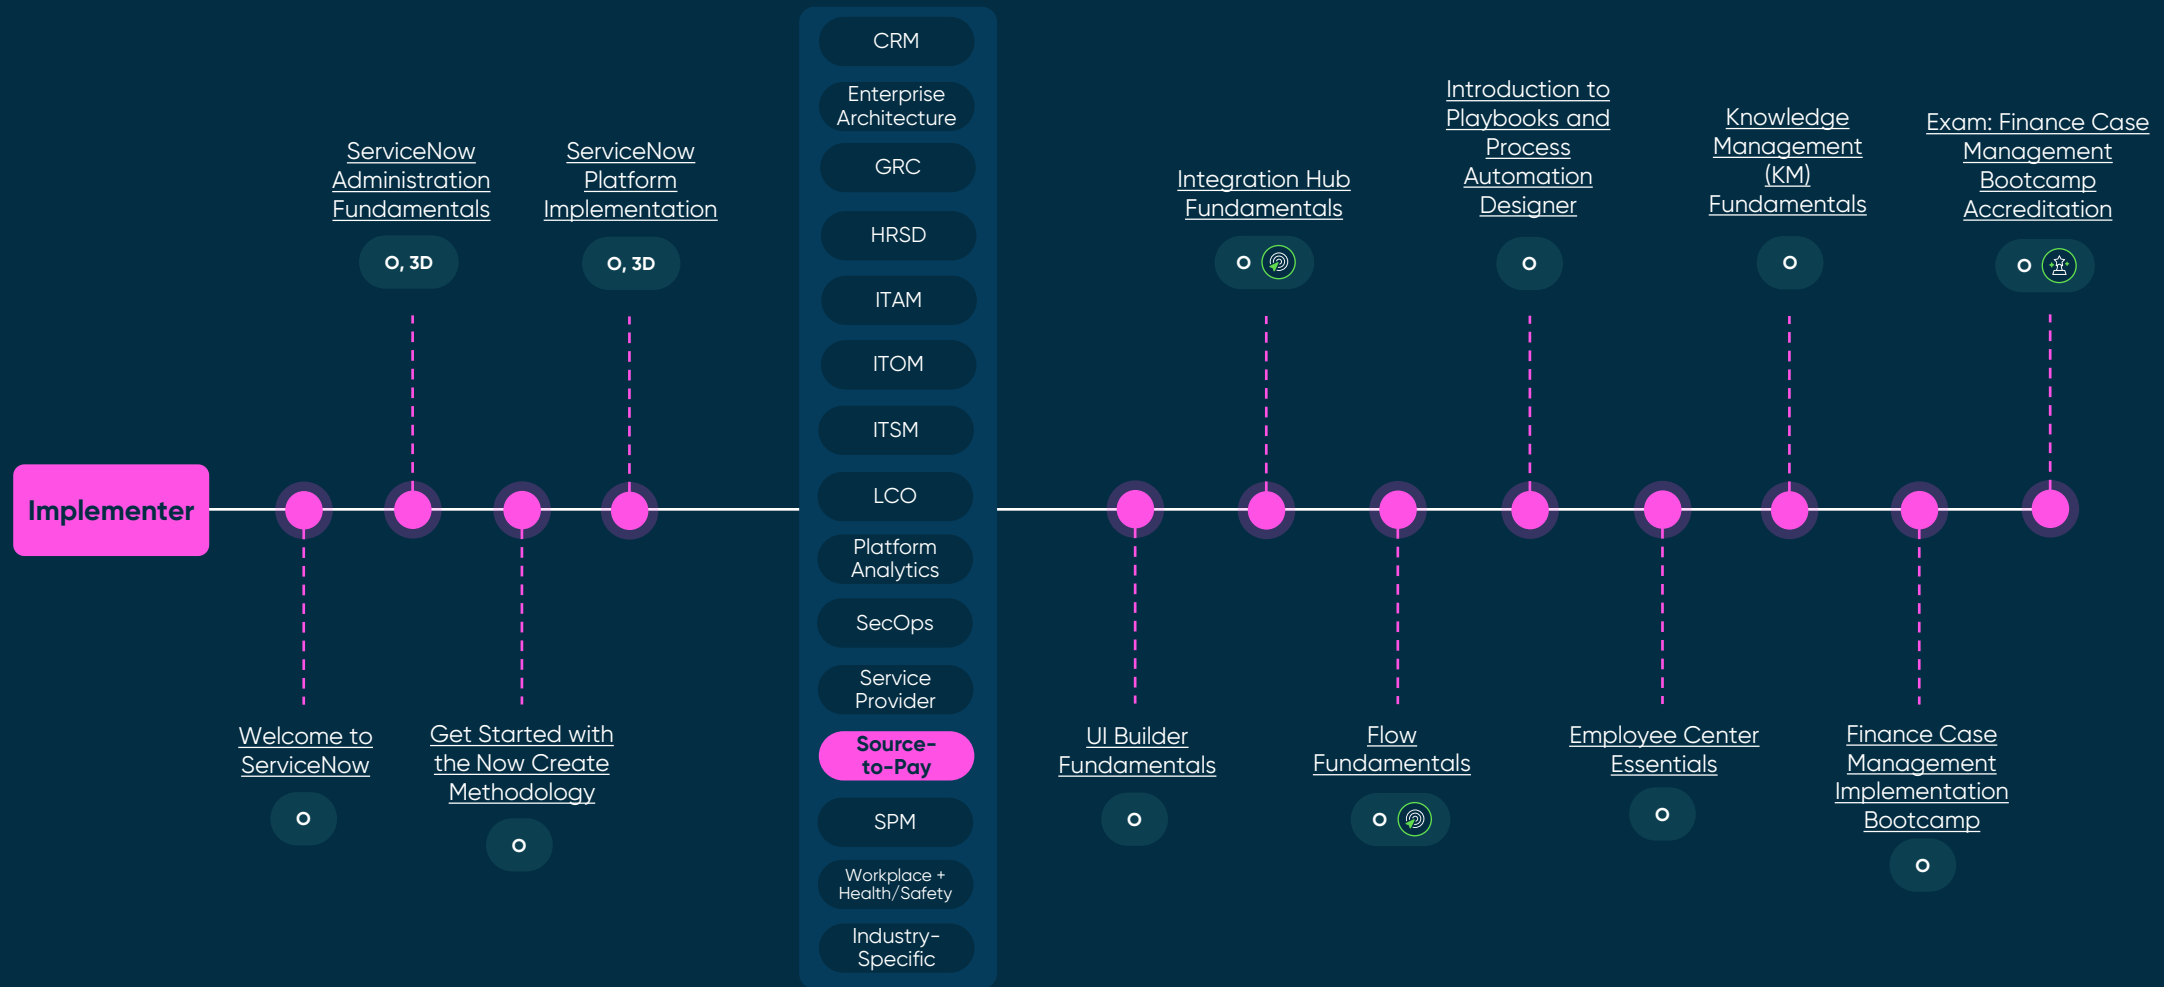 Implementer
Welcome to
ServiceNow
O
ServiceNow
Administration
Fundamentals
O, 3D
Get Started with
the Now Create
Methodology
O
ServiceNow
Platform
Implementation
O, 3D
CRM
Enterprise
Architecture
GRC
HRSD
ITAM
ITOM
ITSM
LCO
Platform
Analytics
SecOps
Service
Provider
Source-
to-Pay
SPM
Workplace +
Health/Safety
Industry-
Specific
UI Builder
Fundamentals
O
Integration Hub
Fundamentals
O
Flow
Fundamentals
O
Introduction to
Playbooks and
Process
Automation
Designer
O
Employee Center
Essentials
O
Knowledge
Management
(KM)
Fundamentals
O
Finance Case
Management
Implementation
Bootcamp
O
Exam: Finance Case
Management
Bootcamp
Accreditation
O